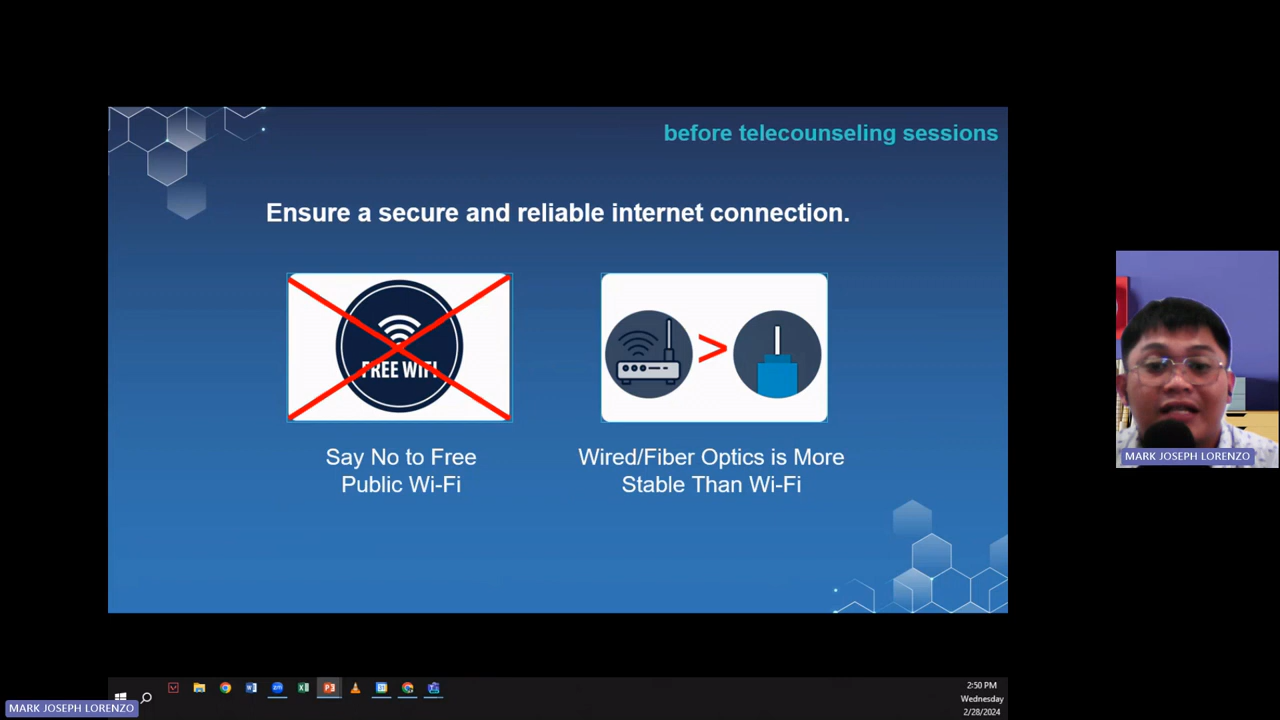 before telecounseling sessions
Ensure a secure and reliable internet connection.
FREE WIFI
>
Say No to Free
Public Wi-Fi
Wired/Fiber Optics is More
Stable Than Wi-Fi
MARK JOSEPH LORENZO
2:50 PM
Wednesday
2/28/2024
MARK JOSEPH LORENZO